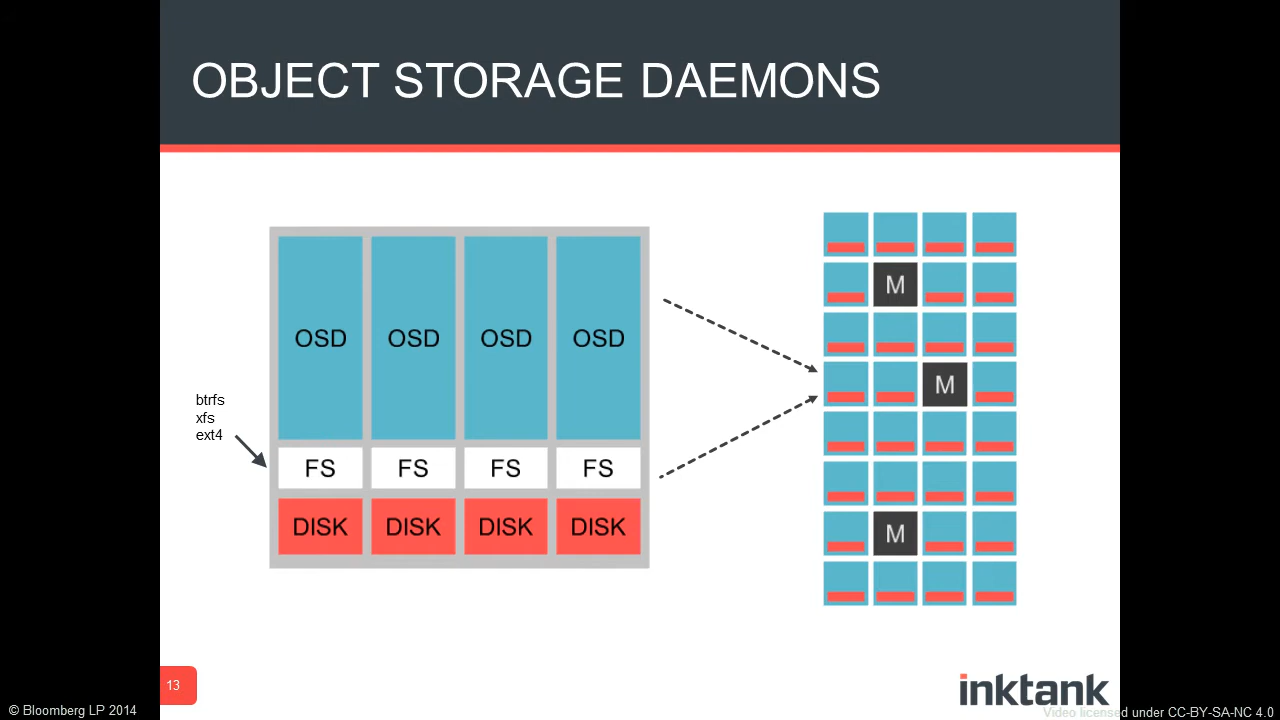 OBJECT STORAGE DAEMONS
OSD OSD OSD OSD
btrfs
xfs
ext4
FS FS FS FS
DISK DISK DISK DISK
M
M
M
13
inktank
© Bloomberg LP 2014
Video licensed under CC-BY-SA-NC 4.0